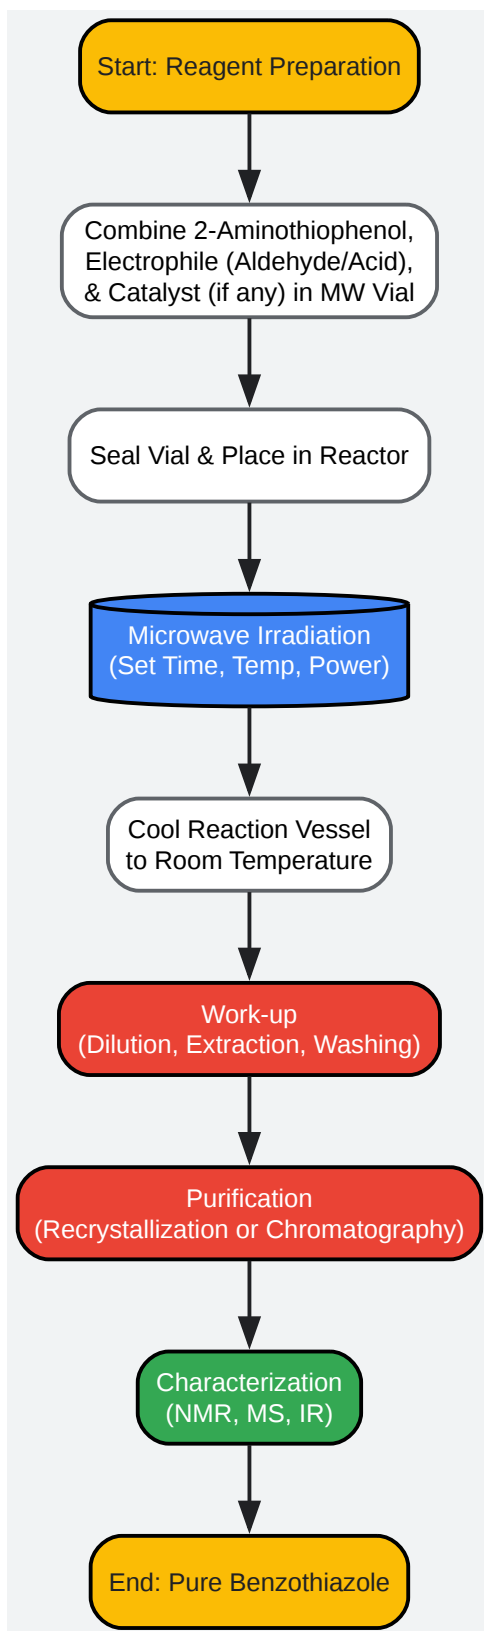 Start: Reagent Preparation
Combine 2-Aminothiophenol,
Electrophile (Aldehyde/Acid),
& Catalyst (if any) in MW Vial
Seal Vial & Place in Reactor
Microwave Irradiation
(Set Time, Temp, Power)
Cool Reaction Vessel
to Room Temperature
Work-up
(Dilution, Extraction, Washing)
Purification
(Recrystallization or Chromatography)
Characterization
(NMR, MS, IR)
End: Pure Benzothiazole